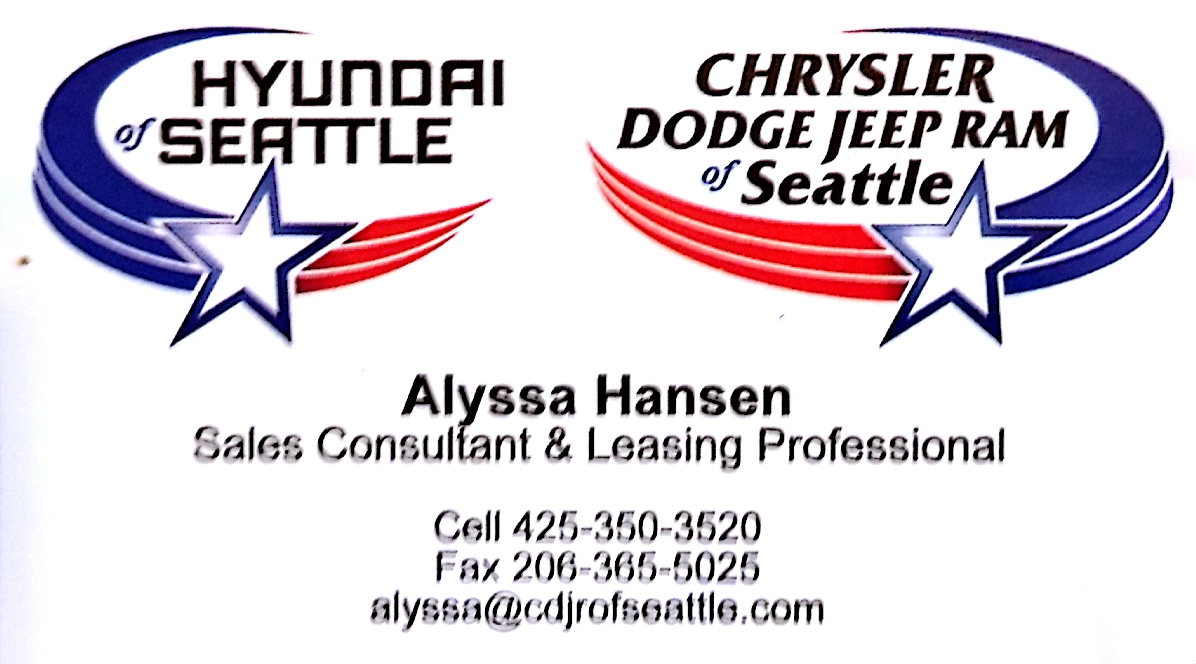 HYUNDAI
of SEATTLE
CHRYSLER
DODGE JEEP RAM
of Seattle
Alyssa Hansen
Sales Consultant & Leasing Professional
Cell 425-350-3520
Fax 206-365-5025
alyssa@cdjrofseattle.com